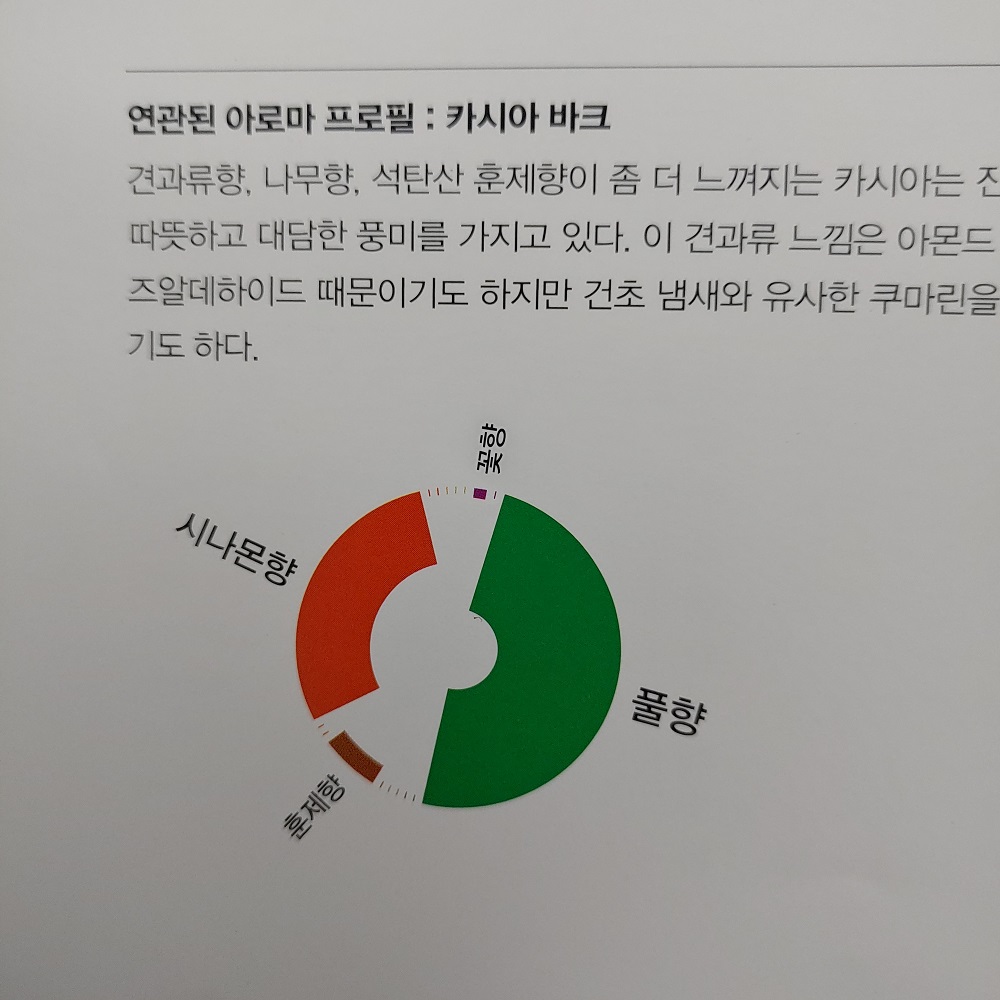 연관된 아로마 프로필 : 카시아 바크
견과류향, 나무향, 석탄산 훈제향이 좀 더 느껴지는 카시아는
따뜻하고 대담한 풍미를 가지고 있다. 이 견과류 느낌은 아몬드
즈알데하이드 때문이기도 하지만 건초 냄새와 유사한 쿠마린을
기도 하다.
꽃향
시나몬향
풀향
훈제향